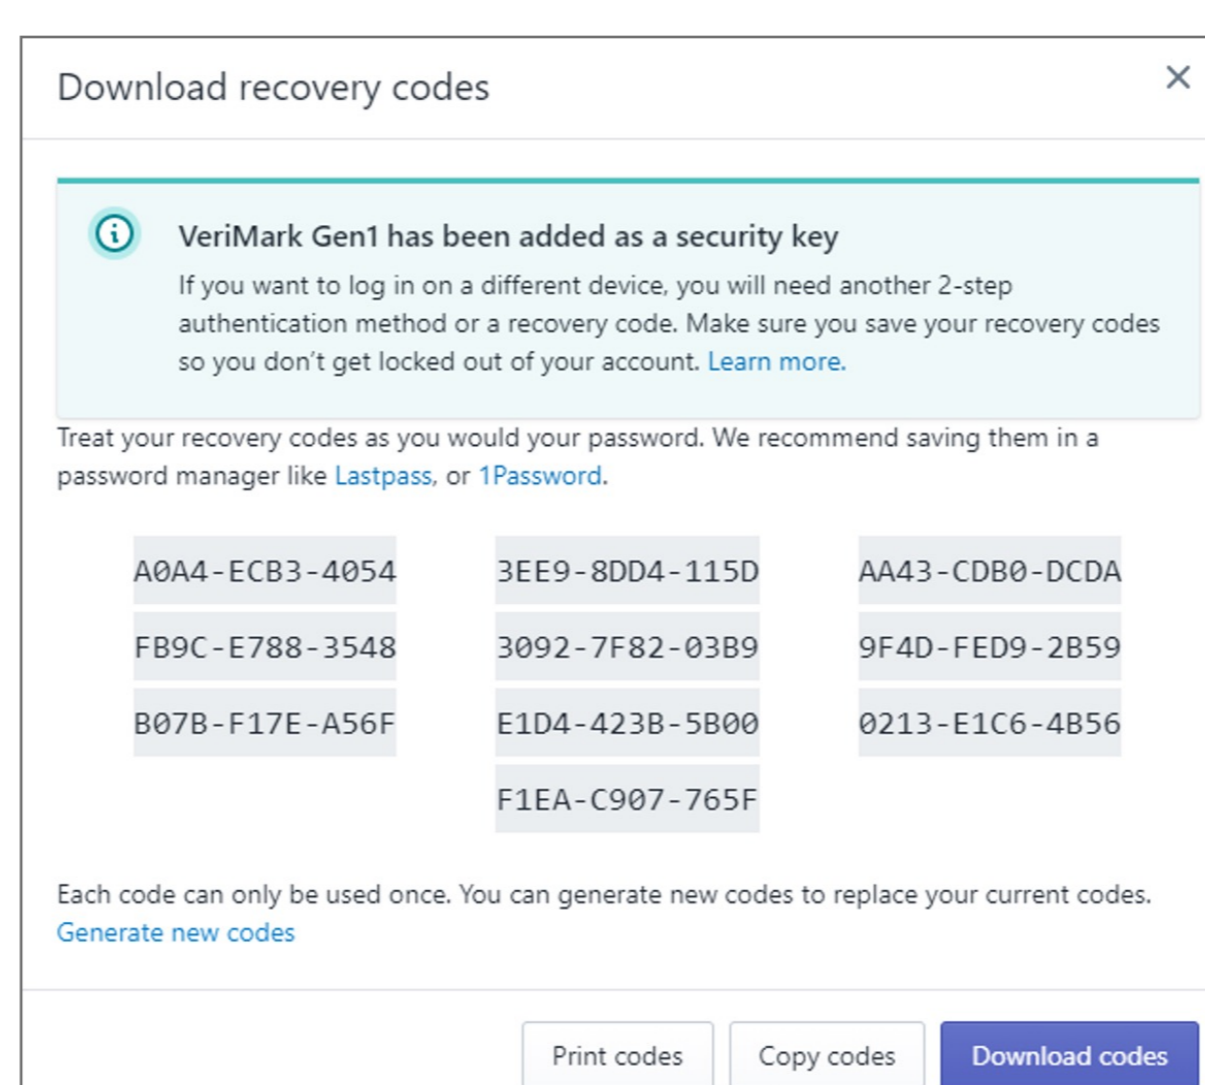 Download recovery codes
VeriMark Gen1 has been added as a security key
If you want to log in on a different device, you will need another 2-step
authentication method or a recovery code. Make sure you save your recovery codes
so you don’t get locked out of your account. Learn more.
Treat your recovery codes as you would your password. We recommend saving them in a
password manager like Lastpass, or 1Password.
A0A4-ECB3-4054 3EE9-8DD4-115D AA43-CDB0-DCDA
FB9C-E788-3548 3092-7F82-03B9 9F4D-FED9-2B59
B07B-F17E-A56F E1D4-423B-5B00 0213-E1C6-4B56
F1EA-C907-765F
Each code can only be used once. You can generate new codes to replace your current codes.
Generate new codes
Print codes Copy codes Download codes